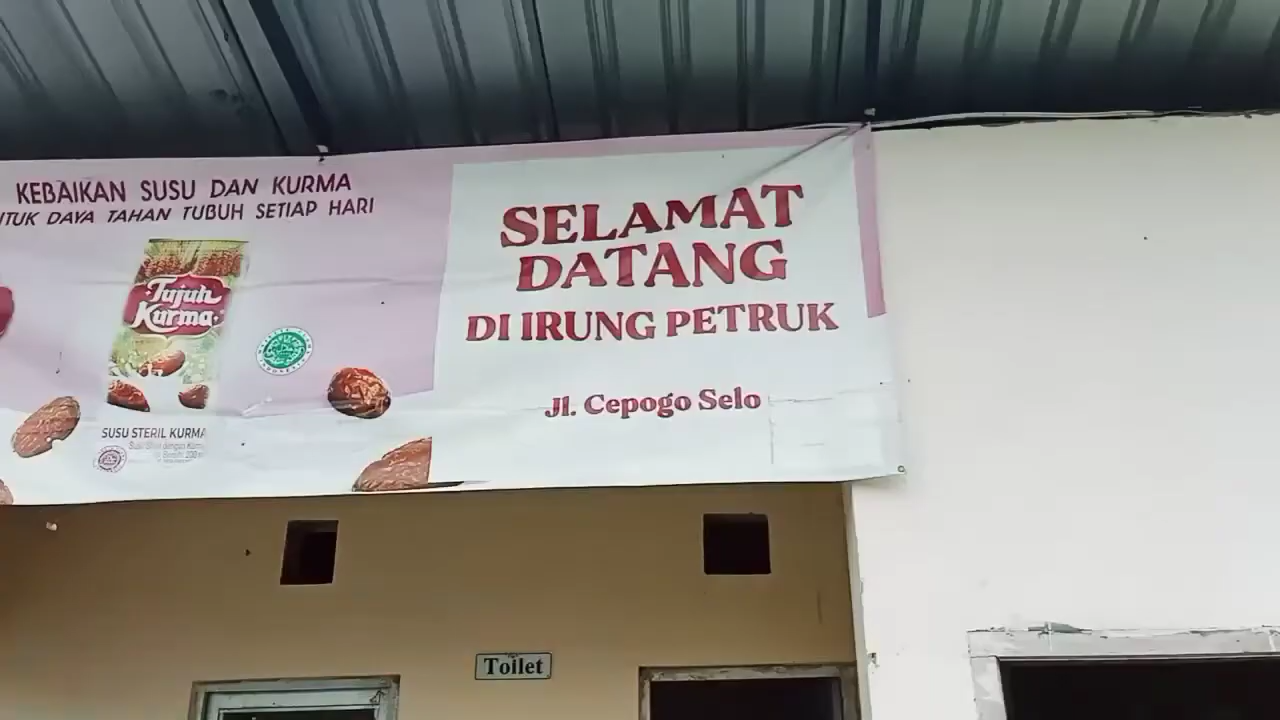 KEBAIKAN SUSU DAN KURMA
DAYA TAHAN TUBUH SETIAP HARI
Tujuh
Kurma
SUSU STERIL KURMA
SELAMAT
DATANG
DI IRUNG PETRUK
Jl. Cepogo Selo
Toilet